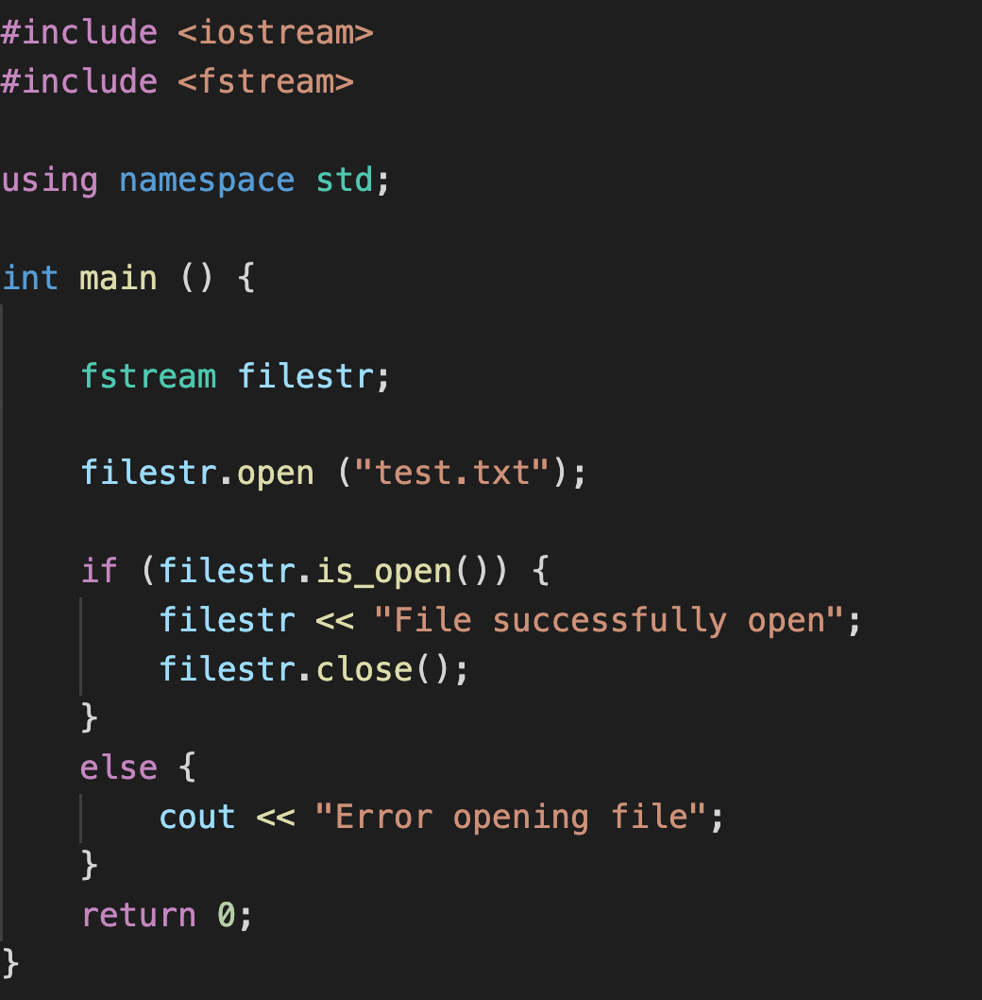 #include <iostream>
#include <fstream>
using namespace std;
int main () {
    fstream filestr;
    filestr.open ("test.txt");
    if (filestr.is_open()) {
        filestr << "File successfully open";
        filestr.close();
    }
    else {
        cout << "Error opening file";
    }
    return 0;
}